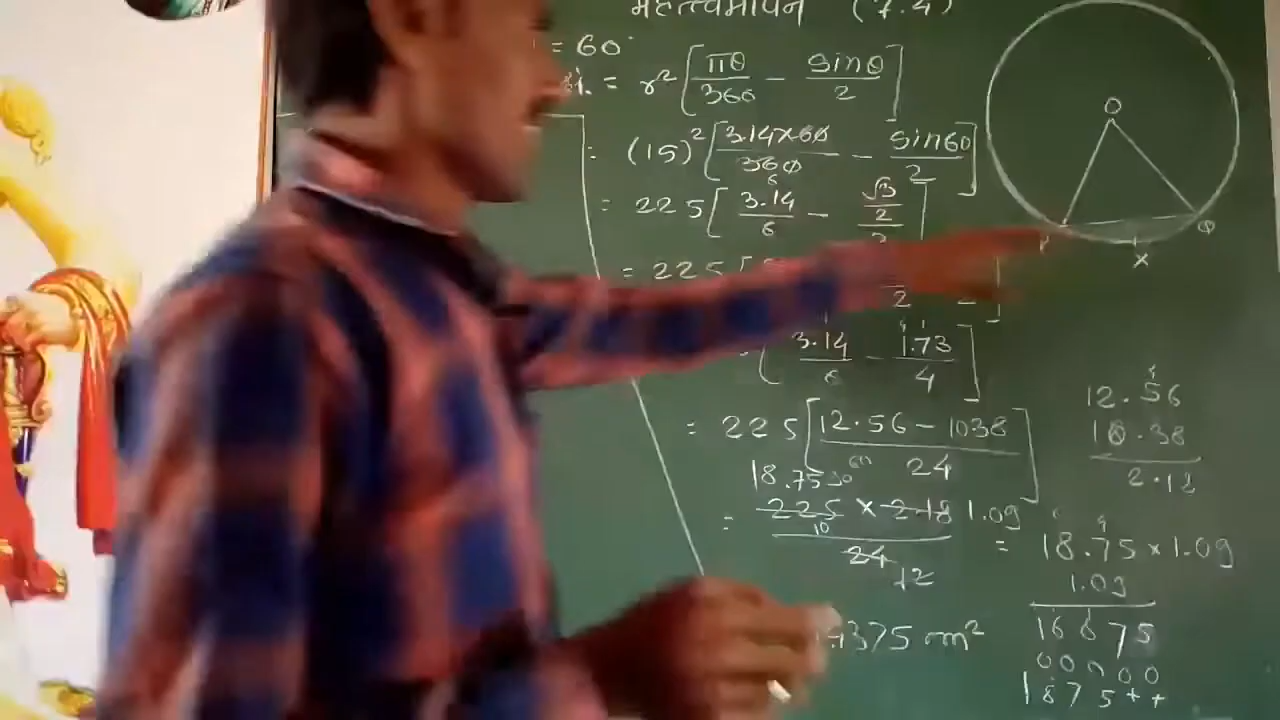 महत्त्वमापन (7.4)
= 60°
= r² [ πθ/360 − sinθ/2 ]
= (15)² [ 3.14×60/360 − sin60/2 ]
6
= 225 [ 3.14/6 − √3/2/2 ]
= 225 [
2
3.14/6 − 1.73/4 ]
= 225 [ 12.56 − 1038 / 24 ]
18.75
= 225 × 2.18 1.09 / 24 12
10
375 cm²
O
P
Q
X
12.56
10.38
2.18
= 18.75 × 1.09
1.09
16875
00000
1875++